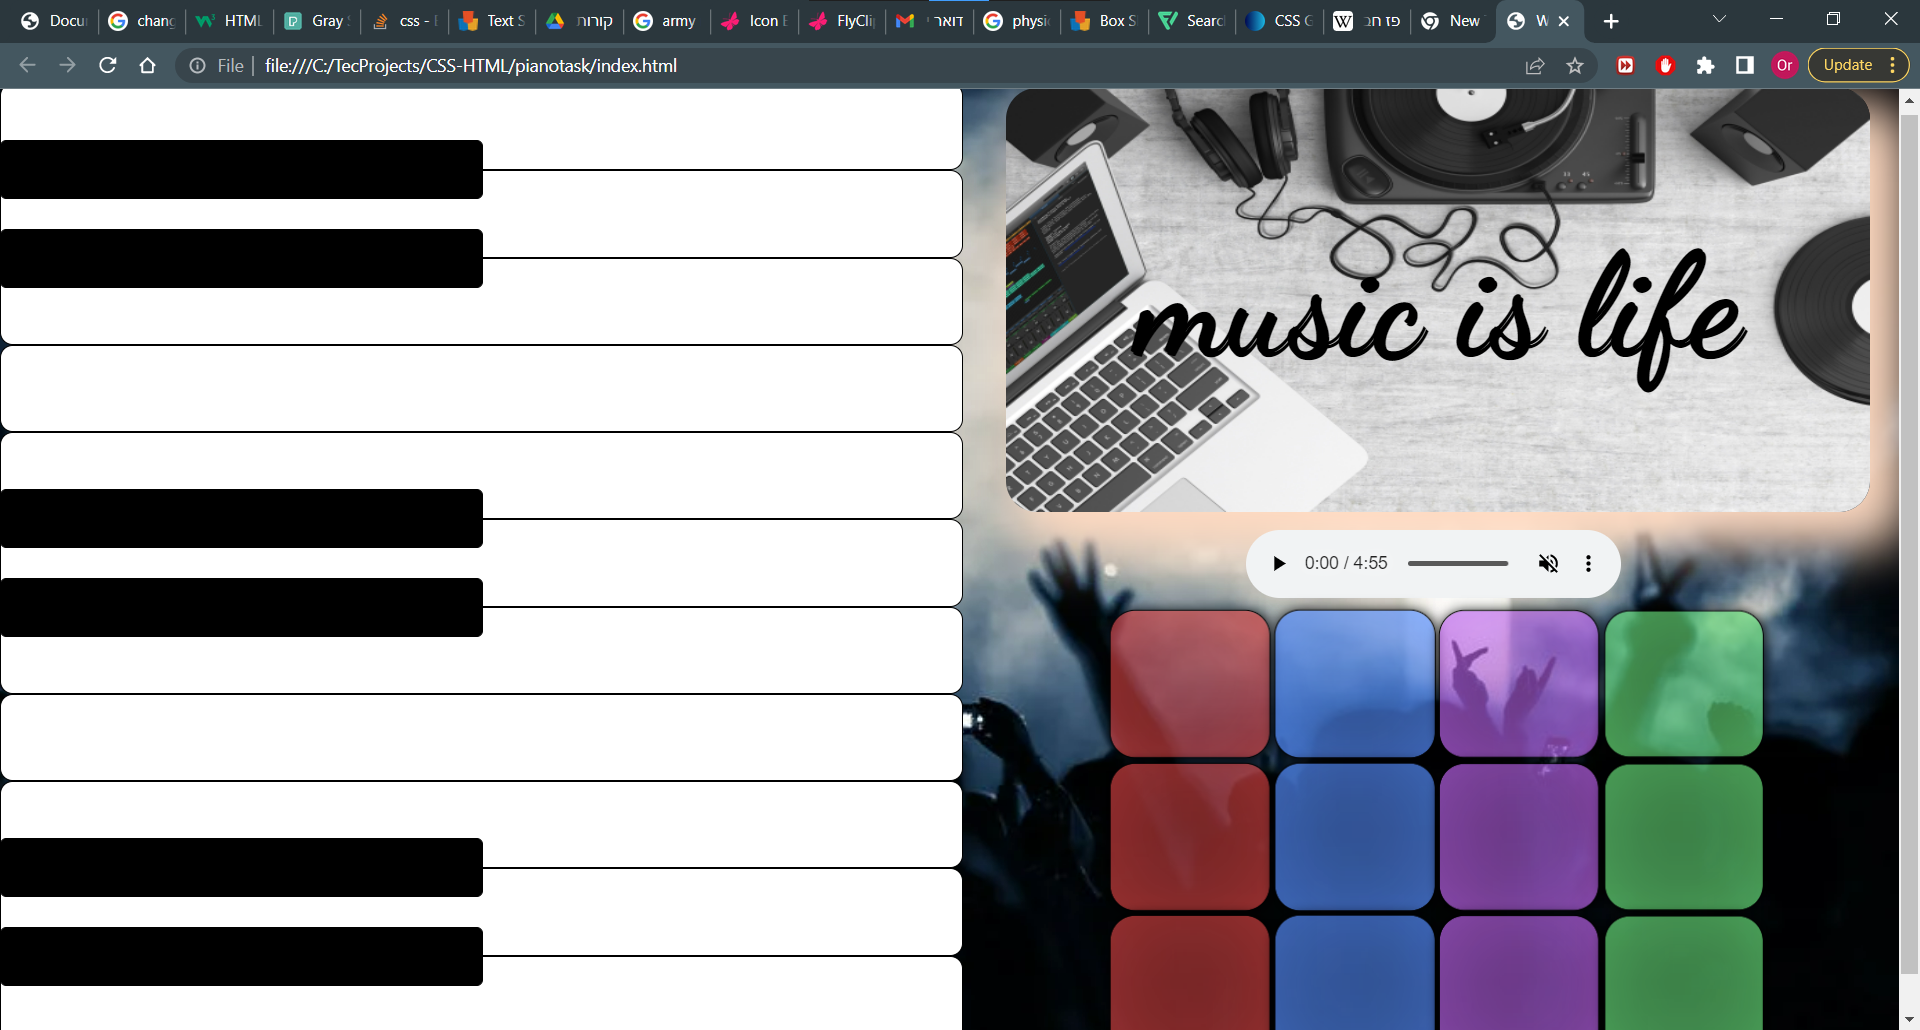 Docu
chang
HTML
Gray
css -
Text S
קורות
army
Icon E
FlyCli
דואר י
physi
Box S
Searc
CSS G
פז חב
New
W
File
file:///C:/TecProjects/CSS-HTML/pianotask/index.html
Or
Update
music is life
0:00 / 4:55